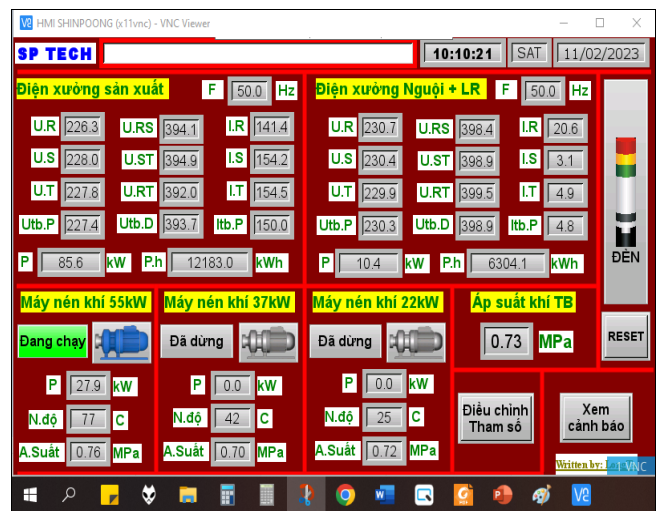 HMI SHINPOONG (x11vnc) - VNC Viewer
SP TECH 10:10:21 SAT 11/02/2023
Điện xưởng sản xuất F 50.0 Hz
U.R 226.3 U.RS 394.1 I.R 141.4
U.S 228.0 U.ST 394.9 I.S 154.2
U.T 227.8 U.RT 392.0 I.T 154.5
Utb.P 227.4 Utb.D 393.7 Itb.P 150.0
P 85.6 kW P.h 12183.0 kWh
Điện xưởng Nguội + LR F 50.0 Hz
U.R 230.7 U.RS 398.4 I.R 20.6
U.S 230.4 U.ST 398.9 I.S 3.1
U.T 229.9 U.RT 399.5 I.T 4.9
Utb.P 230.3 Utb.D 398.9 Itb.P 4.8
P 10.4 kW P.h 6304.1 kWh
ĐÈN
Máy nén khí 55kW
Đang chạy
P 27.9 kW
N.độ 77 C
A.Suất 0.76 MPa
Máy nén khí 37kW
Đã dừng
P 0.0 kW
N.độ 42 C
A.Suất 0.70 MPa
Máy nén khí 22kW
Đã dừng
P 0.0 kW
N.độ 25 C
A.Suất 0.72 MPa
Áp suất khí TB
0.73 MPa
RESET
Điều chỉnh
Tham số
Xem
cảnh báo
Written by:
VNC